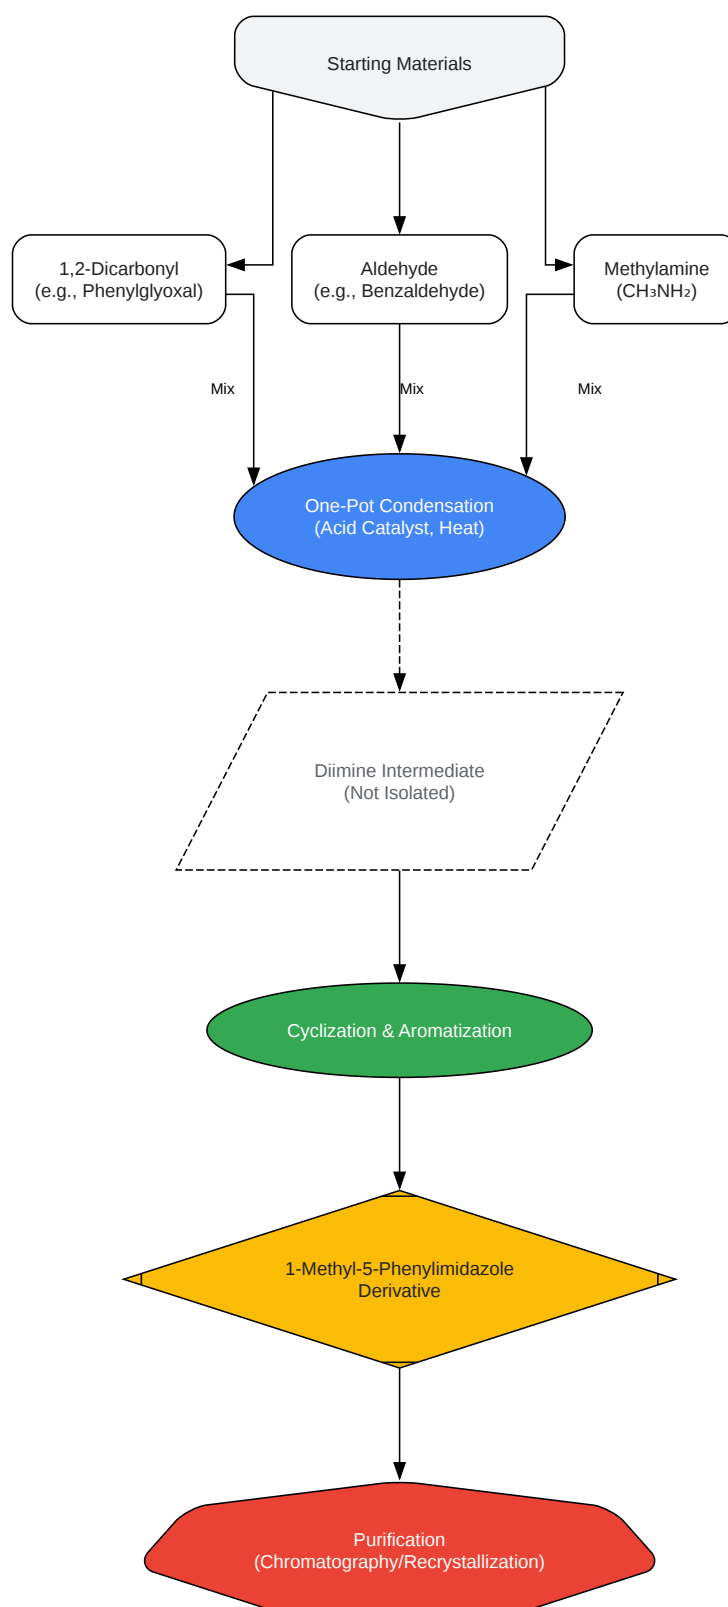 Starting Materials
1,2-Dicarbonyl
(e.g., Phenylglyoxal)
Aldehyde
(e.g., Benzaldehyde)
Methylamine
(CH₃NH₂)
Mix
Mix
Mix
One-Pot Condensation
(Acid Catalyst, Heat)
Diimine Intermediate
(Not Isolated)
Cyclization & Aromatization
1-Methyl-5-Phenylimidazole
Derivative
Purification
(Chromatography/Recrystallization)